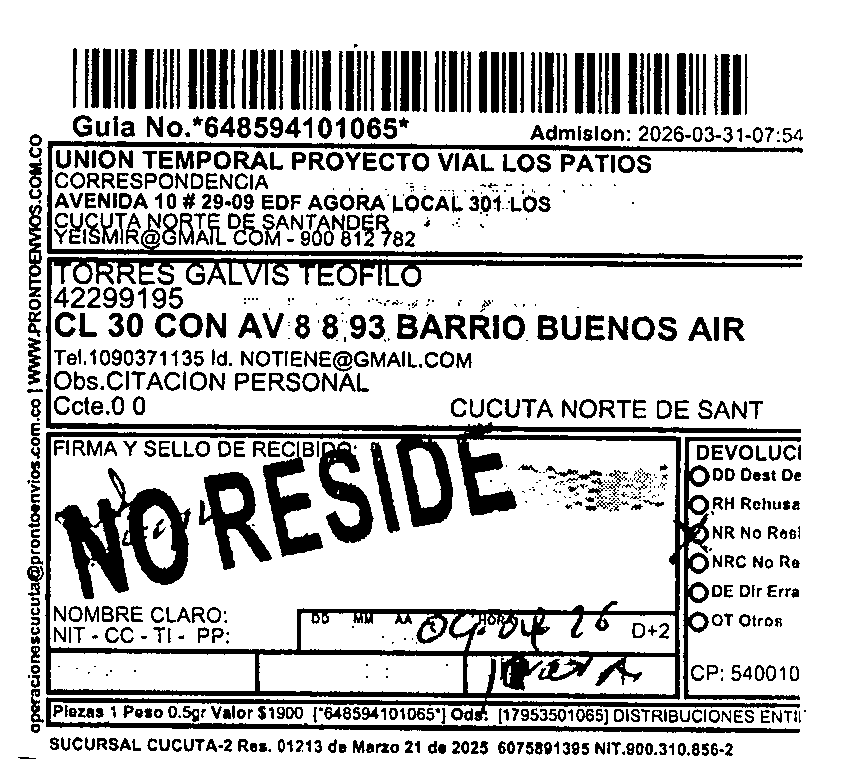 Guia No.*648594101065*
Admision: 2026-03-31-07:54
UNION TEMPORAL PROYECTO VIAL LOS PATIOS
CORRESPONDENCIA
AVENIDA 10 # 29-09 EDF AGORA LOCAL 301 LOS
CUCUTA NORTE DE SANTANDER
YEISMIR@GMAIL COM - 900 812 782
TORRES GALVIS TEOFILO
42299195
CL 30 CON AV 8 8 93 BARRIO BUENOS AIR
Tel.1090371135 Id. NOTIENE@GMAIL.COM
Obs.CITACION PERSONAL
Ccte.0 0
CUCUTA NORTE DE SANT
operacionescucuta@prontoenvios.com.co | WWW.PRONTOENVIOS.COM.CO
FIRMA Y SELLO DE RECIBIDO:
NO RESIDE
NOMBRE CLARO:
NIT - CC - TI - PP:
DD MM AA HORA
09 04 26
D+2
DEVOLUCI
DD Dest De
RH Rehusa
NR No Resi
NRC No Re
DE Dir Erra
OT Otros
CP: 540010
Piezas 1 Peso 0.5gr Valor $1900 [*648594101065*] Ods: [17953501065] DISTRIBUCIONES ENTI
SUCURSAL CUCUTA-2 Res. 01213 de Marzo 21 de 2025 6075891395 NIT.900.310.856-2